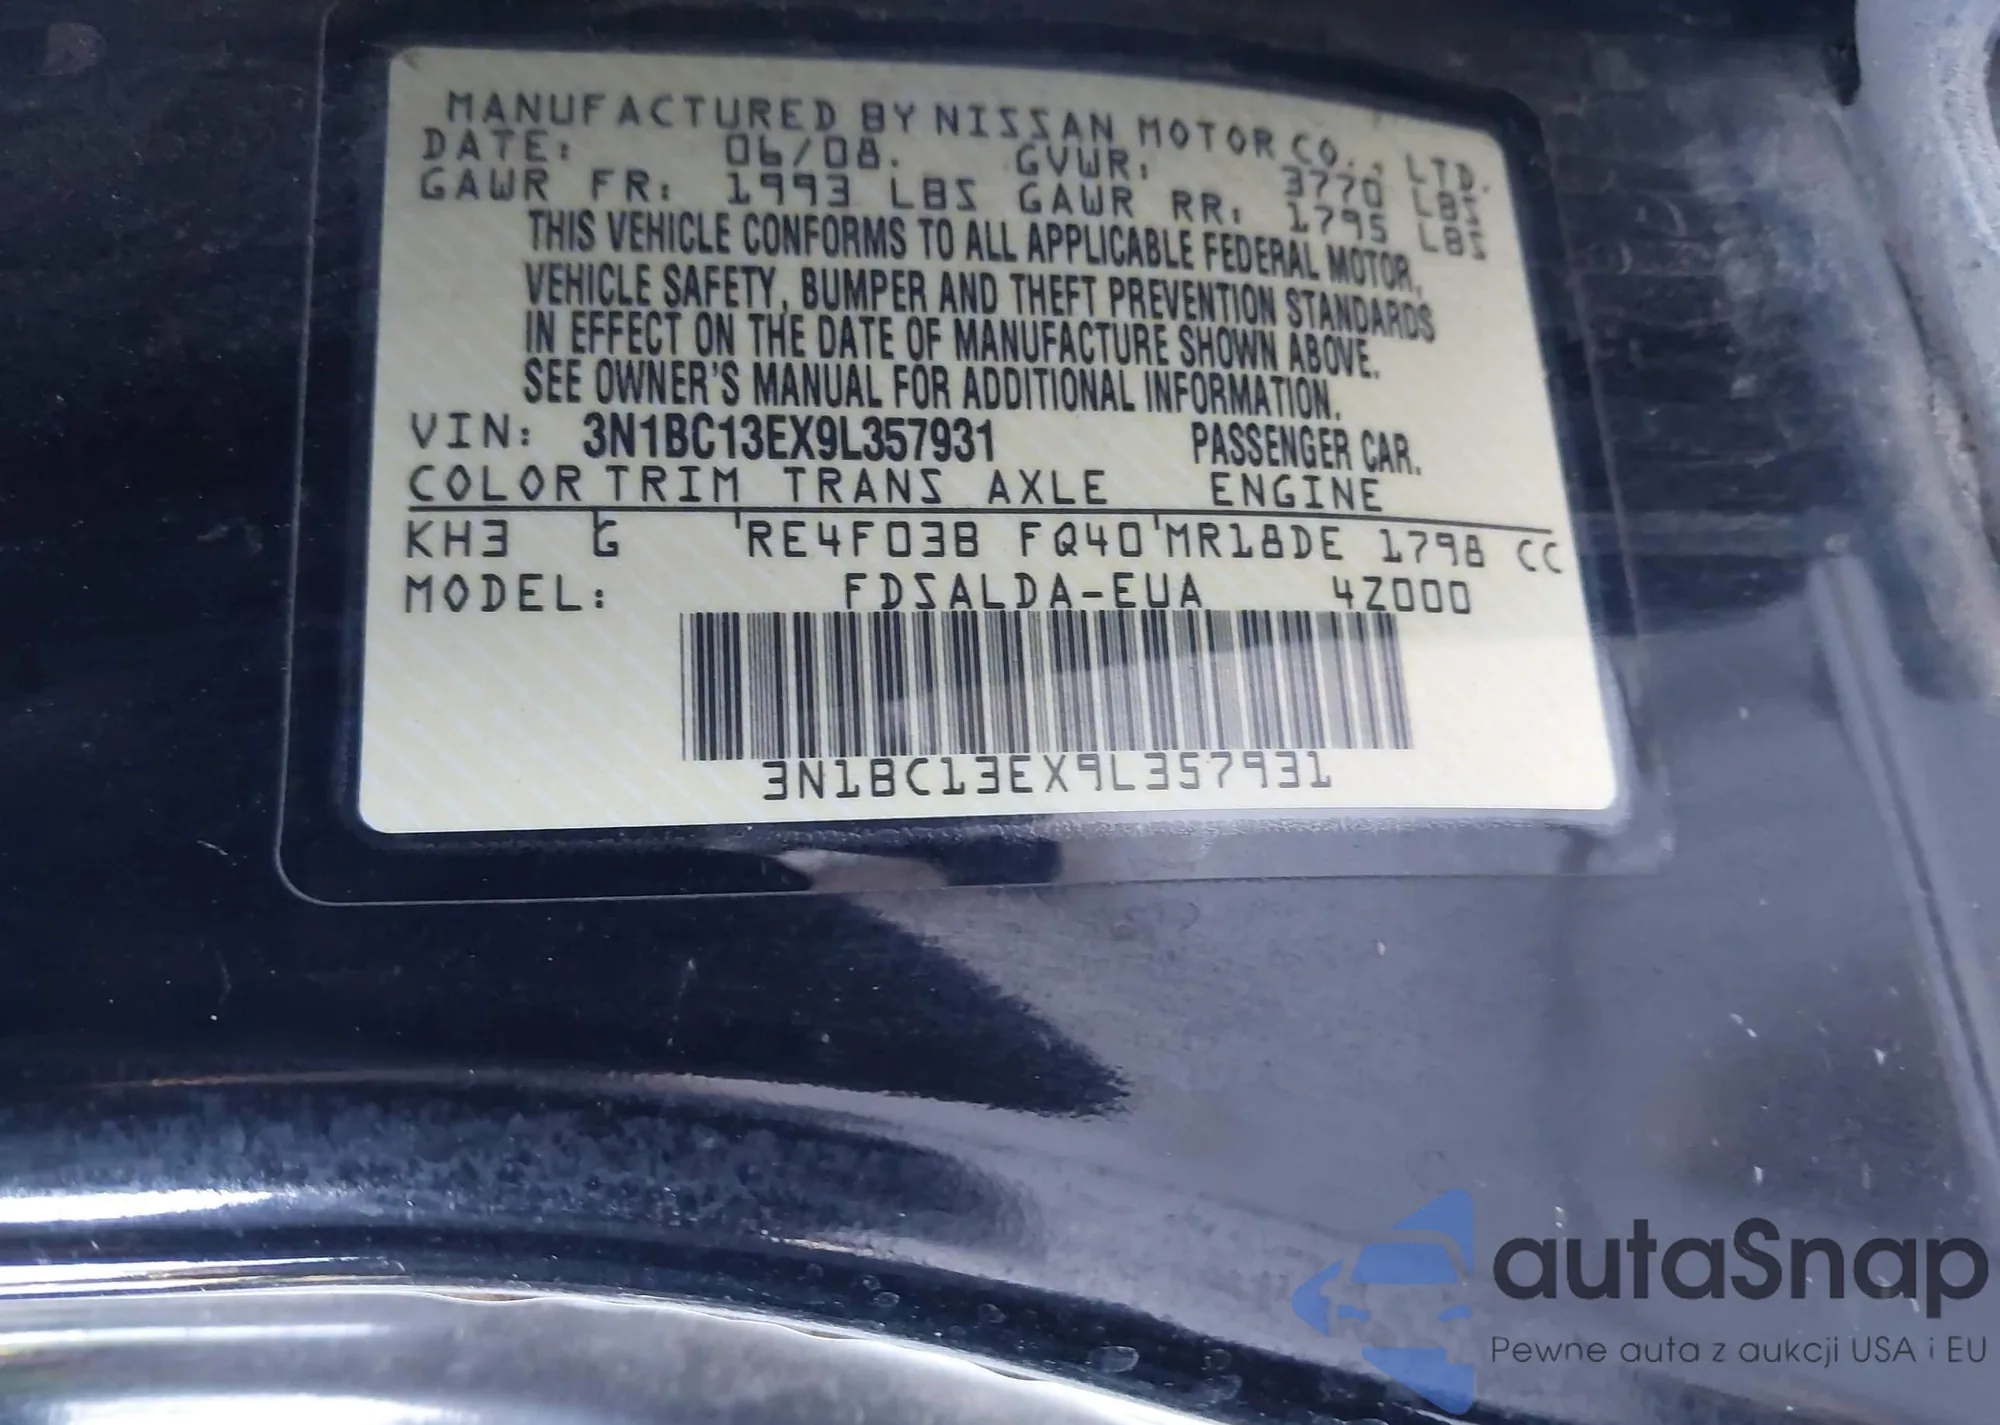 MANUFACTURED BY NISSAN MOTOR CO., LTD.
DATE: 06/08. GVWR: 3770 LBS
GAWR FR: 1993 LBS GAWR RR: 1795 LBS
THIS VEHICLE CONFORMS TO ALL APPLICABLE FEDERAL MOTOR,
VEHICLE SAFETY, BUMPER AND THEFT PREVENTION STANDARDS
IN EFFECT ON THE DATE OF MANUFACTURE SHOWN ABOVE.
SEE OWNER'S MANUAL FOR ADDITIONAL INFORMATION.
VIN: 3N1BC13EX9L357931 PASSENGER CAR.
COLOR TRIM TRANS AXLE ENGINE
KH3 G RE4F03B FQ40 MR18DE 1798 CC
MODEL: FDSALDA-EUA 4Z000
3N1BC13EX9L357931
autaSnap
Pewne auta z aukcji USA i EU